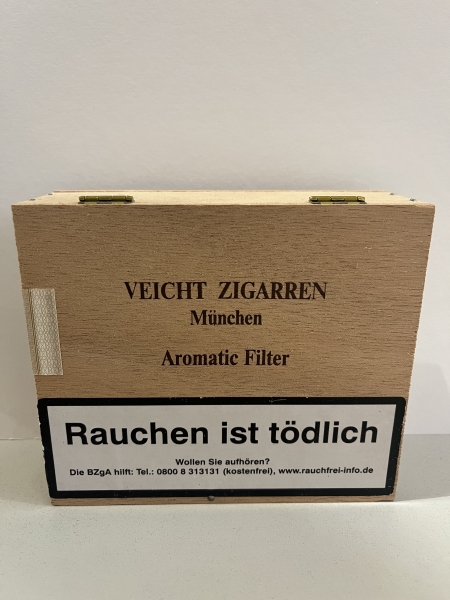 VEICHT ZIGARREN
München
Aromatic Filter
Rauchen ist tödlich
Wollen Sie aufhören?
Die BZgA hilft: Tel.: 0800 8 313131 (kostenfrei), www.rauchfrei-info.de